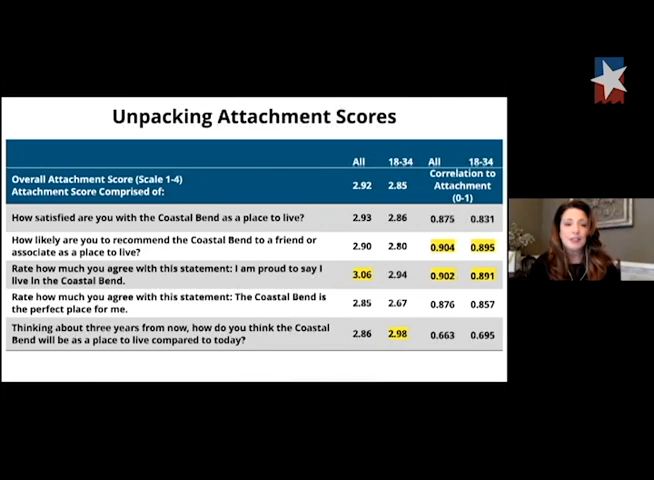 Unpacking Attachment Scores
All 18-34 All 18-34
Overall Attachment Score (Scale 1-4) 2.92 2.85 Correlation to
Attachment Score Comprised of: Attachment
(0-1)
How satisfied are you with the Coastal Bend as a place to live? 2.93 2.86 0.875 0.831
How likely are you to recommend the Coastal Bend to a friend or
associate as a place to live? 2.90 2.80 0.904 0.895
Rate how much you agree with this statement: I am proud to say I
live in the Coastal Bend. 3.06 2.94 0.902 0.891
Rate how much you agree with this statement: The Coastal Bend is
the perfect place for me. 2.85 2.67 0.876 0.857
Thinking about three years from now, how do you think the Coastal
Bend will be as a place to live compared to today? 2.86 2.98 0.663 0.695